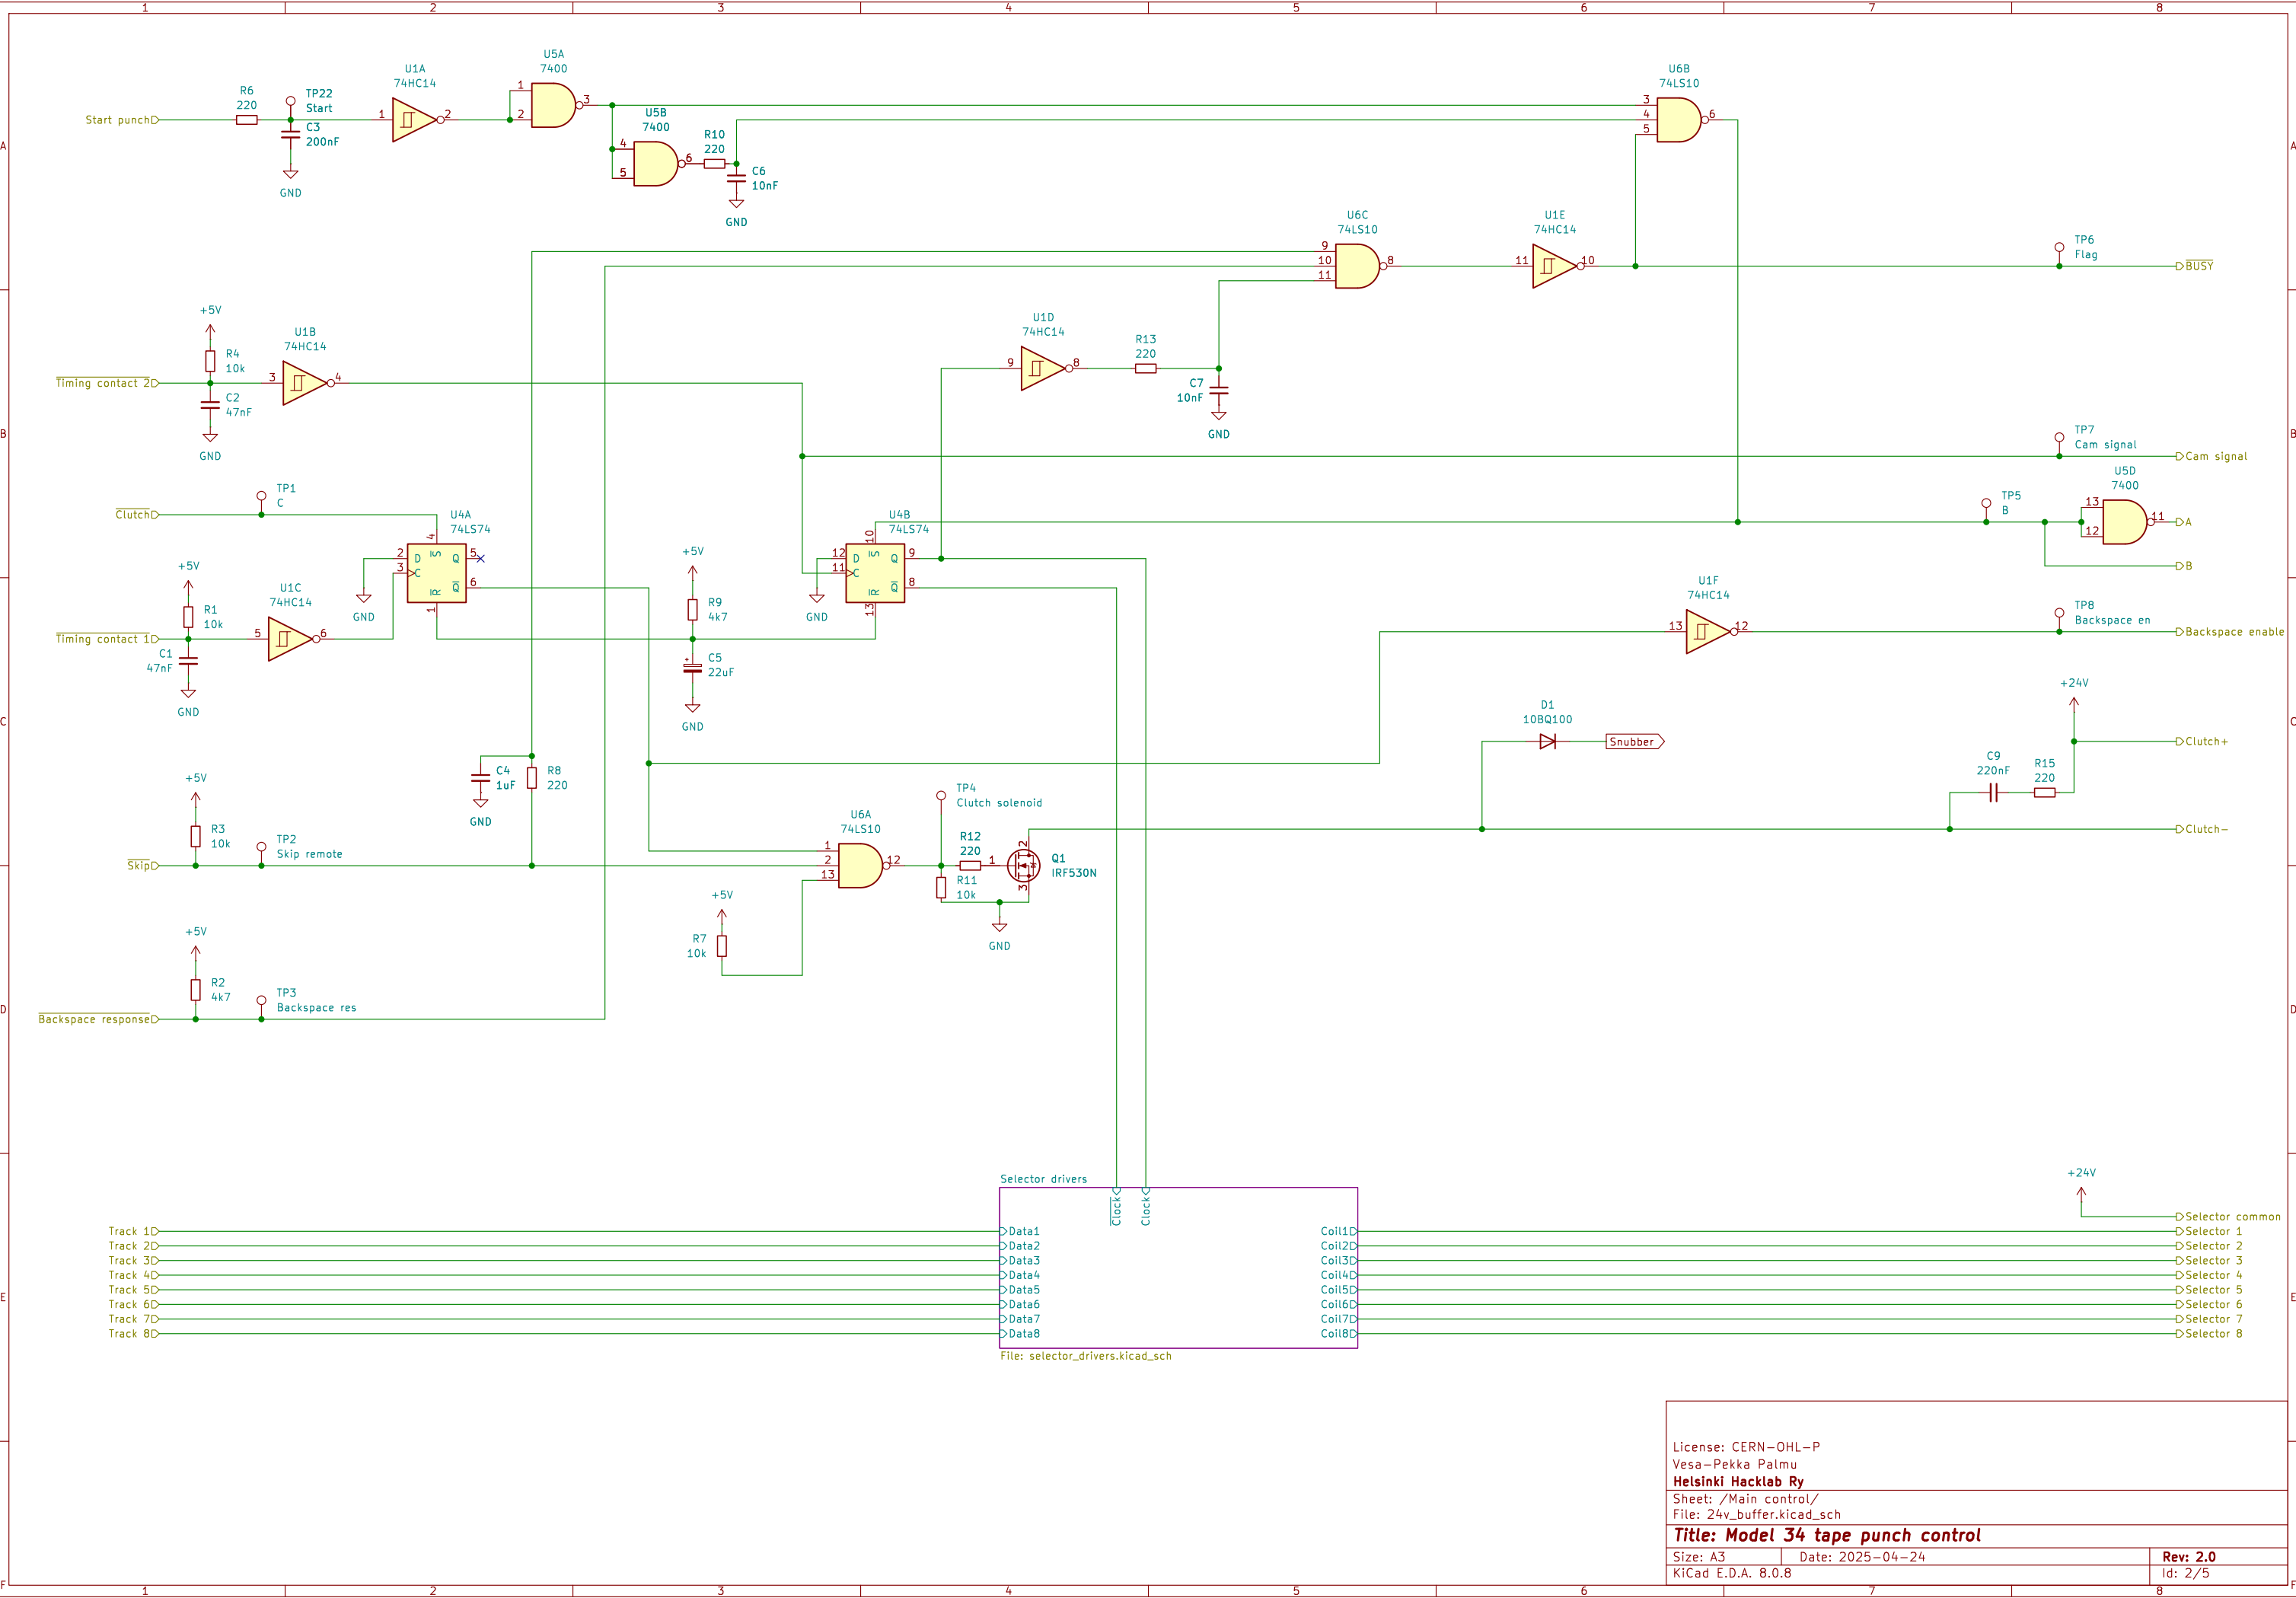 1 2 3 4 5 6 7 8
A
B
C
D
E
F
A
B
C
D
E
F
Start punch
R6
220
TP22
Start
C3
200nF
GND
U1A
74HC14
1 2
U5A
7400
1
2
3
U5B
7400
4
5
6
R10
220
C6
10nF
GND
U6B
74LS10
3
4
5
6
U6C
74LS10
9
10
11
8
U1E
74HC14
11 10
TP6
Flag
BUSY
+5V
R4
10k
Timing contact 2
C2
47nF
GND
U1B
74HC14
3 4
U1D
74HC14
9 8
R13
220
C7
10nF
GND
TP7
Cam signal
Cam signal
Clutch
TP1
C
U4A
74LS74
4
2 D S Q 5
3 C
R Q 6
1
GND
+5V
R1
10k
Timing contact 1
C1
47nF
GND
U1C
74HC14
5 6
+5V
R9
4k7
C5
22uF
GND
U4B
74LS74
10
12 D S Q 9
11 C
R Q 8
13
GND
TP5
B
U5D
7400
13
12
11
A
B
U1F
74HC14
13 12
TP8
Backspace en
Backspace enable
D1
10BQ100
Snubber
+24V
Clutch+
C9
220nF
R15
220
Clutch-
C4
1uF
GND
R8
220
+5V
R3
10k
TP2
Skip remote
Skip
U6A
74LS10
1
2
13
12
TP4
Clutch solenoid
R12
220
R11
10k
1
2
3
Q1
IRF530N
GND
+5V
R7
10k
+5V
R2
4k7
TP3
Backspace res
Backspace response
Selector drivers
Clock
Clock
Track 1
Track 2
Track 3
Track 4
Track 5
Track 6
Track 7
Track 8
Data1
Data2
Data3
Data4
Data5
Data6
Data7
Data8
Coil1
Coil2
Coil3
Coil4
Coil5
Coil6
Coil7
Coil8
File: selector_drivers.kicad_sch
+24V
Selector common
Selector 1
Selector 2
Selector 3
Selector 4
Selector 5
Selector 6
Selector 7
Selector 8
License: CERN-OHL-P
Vesa-Pekka Palmu
Helsinki Hacklab Ry
Sheet: /Main control/
File: 24v_buffer.kicad_sch
Title: Model 34 tape punch control
Size: A3 Date: 2025-04-24 Rev: 2.0
KiCad E.D.A. 8.0.8 Id: 2/5
1 2 3 4 5 6 7 8